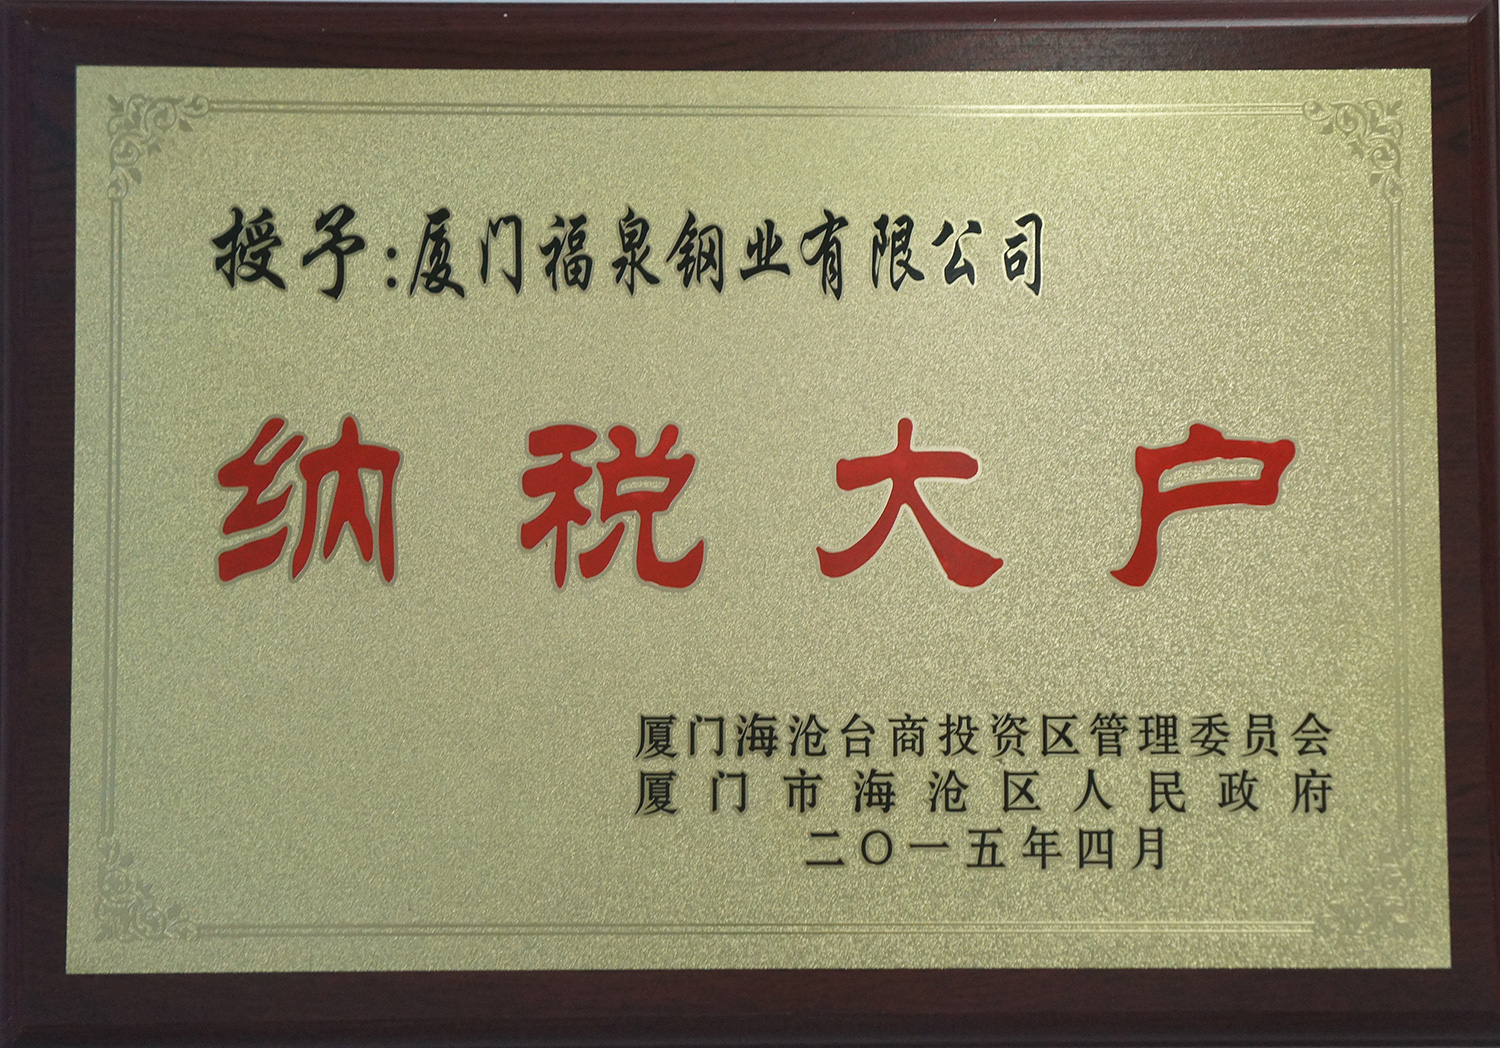 授予:厦门福泉钢业有限公司
纳税大户
厦门海沧台商投资区管理委员会
厦门市海沧区人民政府
二〇一五年四月